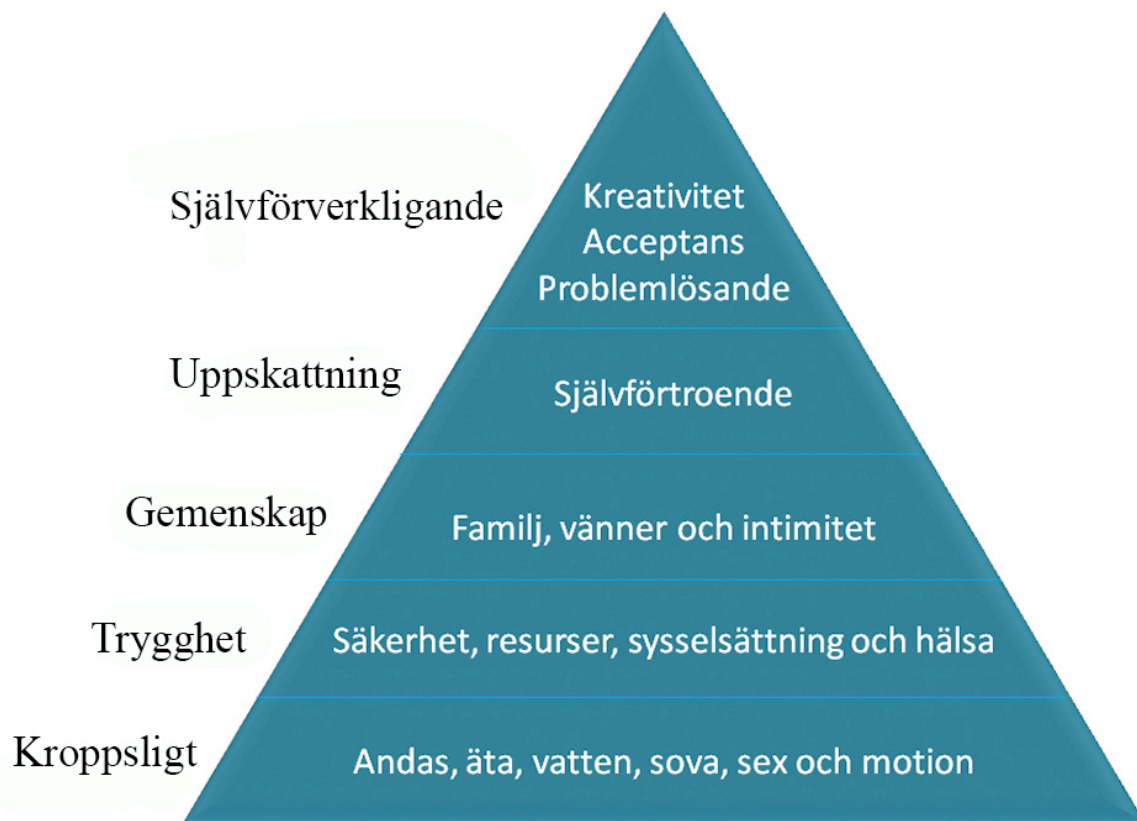 Självförverkligande
Kreativitet
Acceptans
Problemlösande
Uppskattning
Självförtroende
Gemenskap
Familj, vänner och intimitet
Trygghet
Säkerhet, resurser, sysselsättning och hälsa
Kroppsligt
Andas, äta, vatten, sova, sex och motion